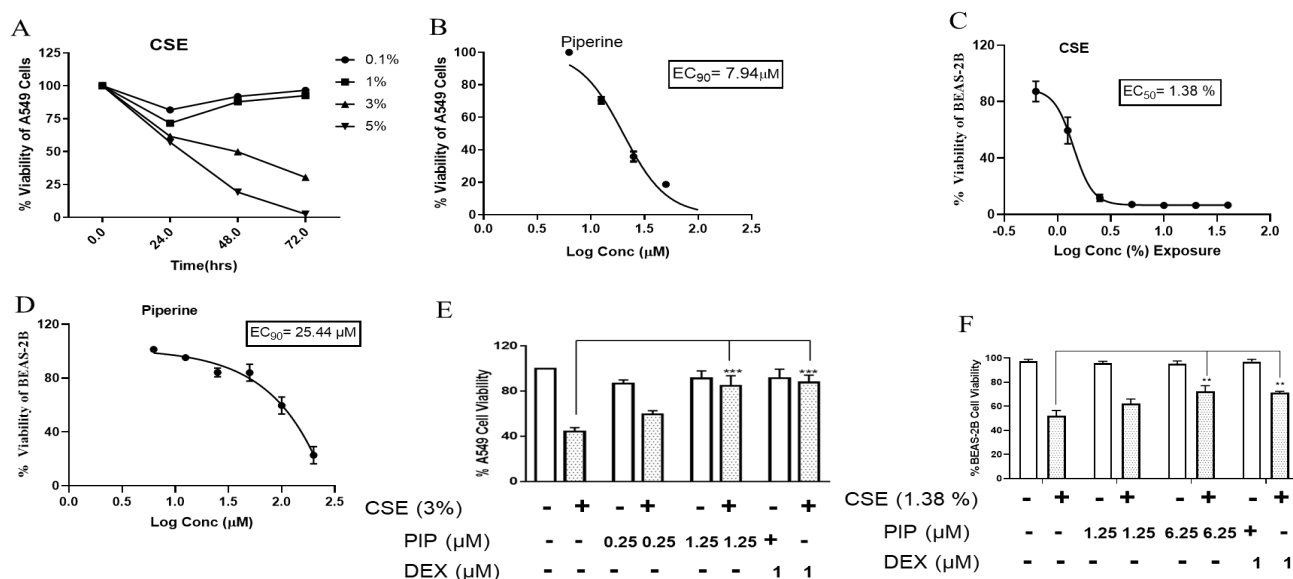 A
CSE
% Viability of A549 Cells
125
100
75
50
25
0
0.0
24.0
48.0
72.0
Time(hrs)
0.1%
1%
3%
5%
B
Piperine
EC90= 7.94µM
% Viability of A549 Cells
100
80
60
40
20
0
0.0 0.5 1.0 1.5 2.0 2.5
Log Conc (µM)
C
CSE
EC50= 1.38 %
% Viability of BEAS-2B
120
80
40
0
-0.5 0.0 0.5 1.0 1.5 2.0
Log Conc (%) Exposure
D
Piperine
EC90= 25.44 µM
% Viability of BEAS-2B
120
80
40
0
0.0 0.5 1.0 1.5 2.0 2.5
Log Conc (µM)
E
% A549 Cell Viability
120
80
40
0
*** ***
CSE (3%) - + - + - + - +
PIP (µM) - - 0.25 0.25 1.25 1.25 + -
DEX (µM) - - - - - - 1 1
F
% BEAS-2B Cell Viability
100
80
60
40
20
0
** **
CSE (1.38 %) - + - + - + - +
PIP (µM) - - 1.25 1.25 6.25 6.25 + -
DEX (µM) - - - - - - 1 1